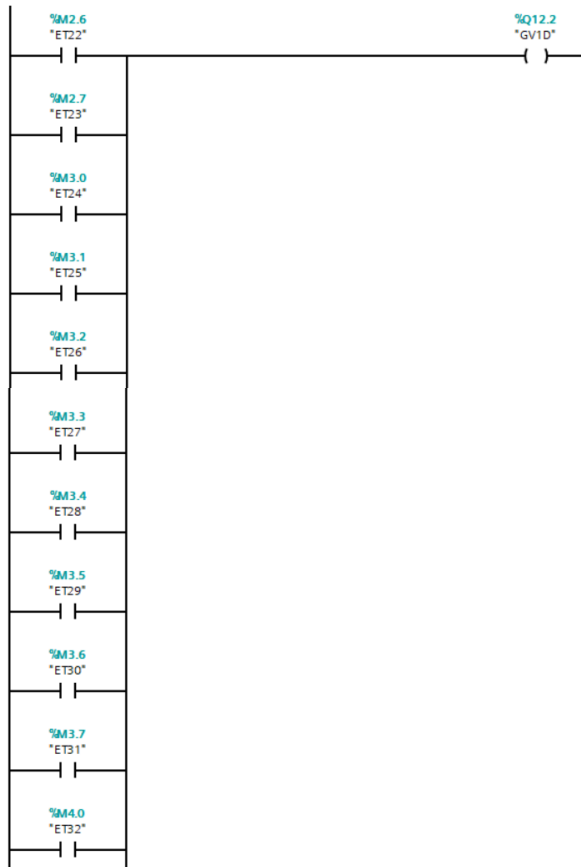 %M2.6
"ET22"
%Q12.2
"GV1D"
%M2.7
"ET23"
%M3.0
"ET24"
%M3.1
"ET25"
%M3.2
"ET26"
%M3.3
"ET27"
%M3.4
"ET28"
%M3.5
"ET29"
%M3.6
"ET30"
%M3.7
"ET31"
%M4.0
"ET32"